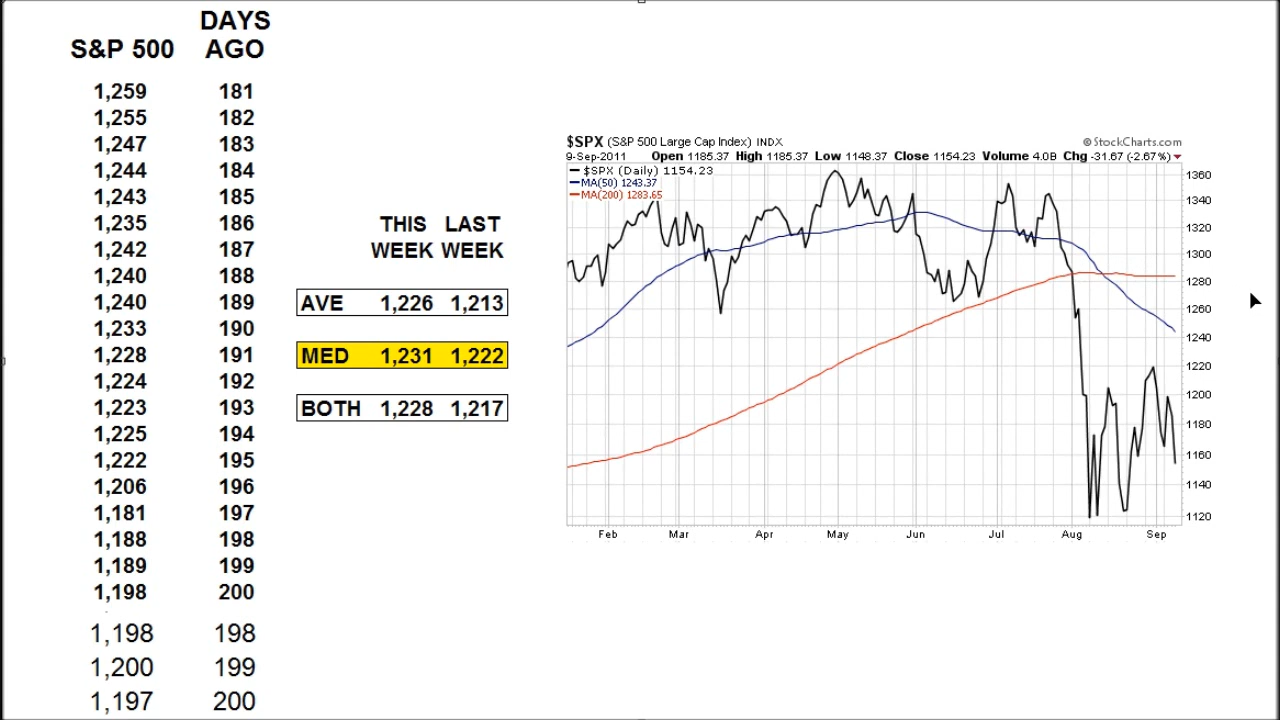 DAYS
S&P 500 AGO
1,259 181
1,255 182
1,247 183
1,244 184
1,243 185
1,235 186
1,242 187
1,240 188
1,240 189
1,233 190
1,228 191
1,224 192
1,223 193
1,225 194
1,222 195
1,206 196
1,181 197
1,188 198
1,189 199
1,198 200
1,198 198
1,200 199
1,197 200
THIS LAST
WEEK WEEK
AVE 1,226 1,213
MED 1,231 1,222
BOTH 1,228 1,217
$SPX (S&P 500 Large Cap Index) INDX
© StockCharts.com
9-Sep-2011 Open 1185.37 High 1185.37 Low 1148.37 Close 1154.23 Volume 4.0B Chg -31.67 (-2.67%)
$SPX (Daily) 1154.23
MA(50) 1243.37
MA(200) 1283.65
1360
1340
1320
1300
1280
1260
1240
1220
1200
1180
1160
1140
1120
Feb Mar Apr May Jun Jul Aug Sep